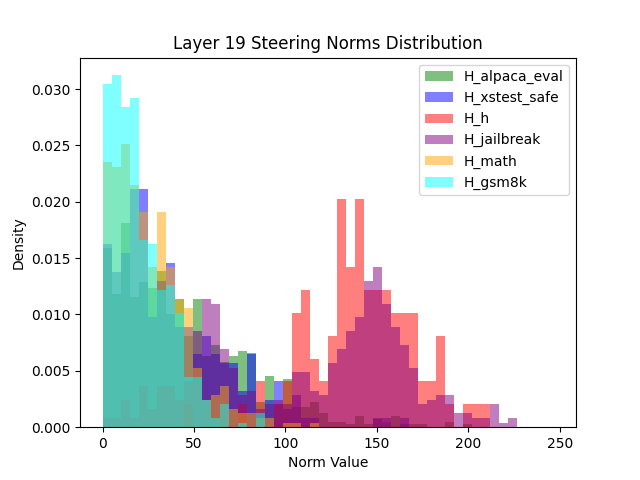 Layer 19 Steering Norms Distribution
H_alpaca_eval
H_xstest_safe
H_h
H_jailbreak
H_math
H_gsm8k
Density
0.030
0.025
0.020
0.015
0.010
0.005
0.000
0
50
100
150
200
250
Norm Value